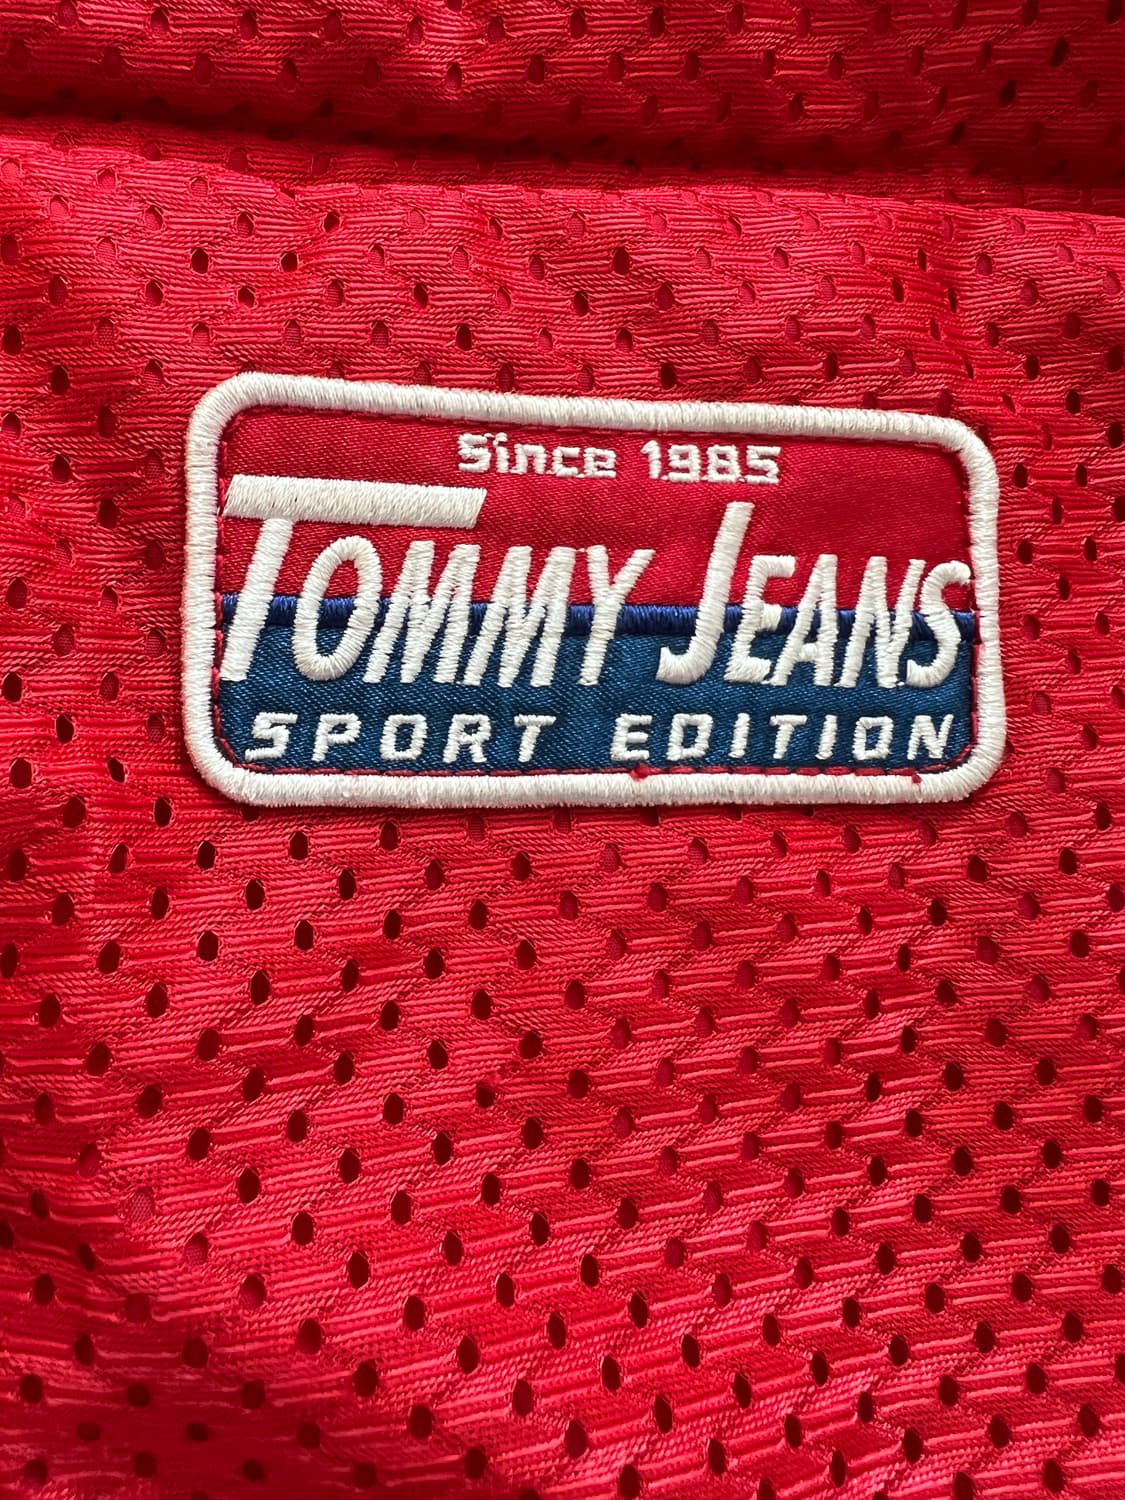 Since 1985
TOMMY JEANS
SPORT EDITION